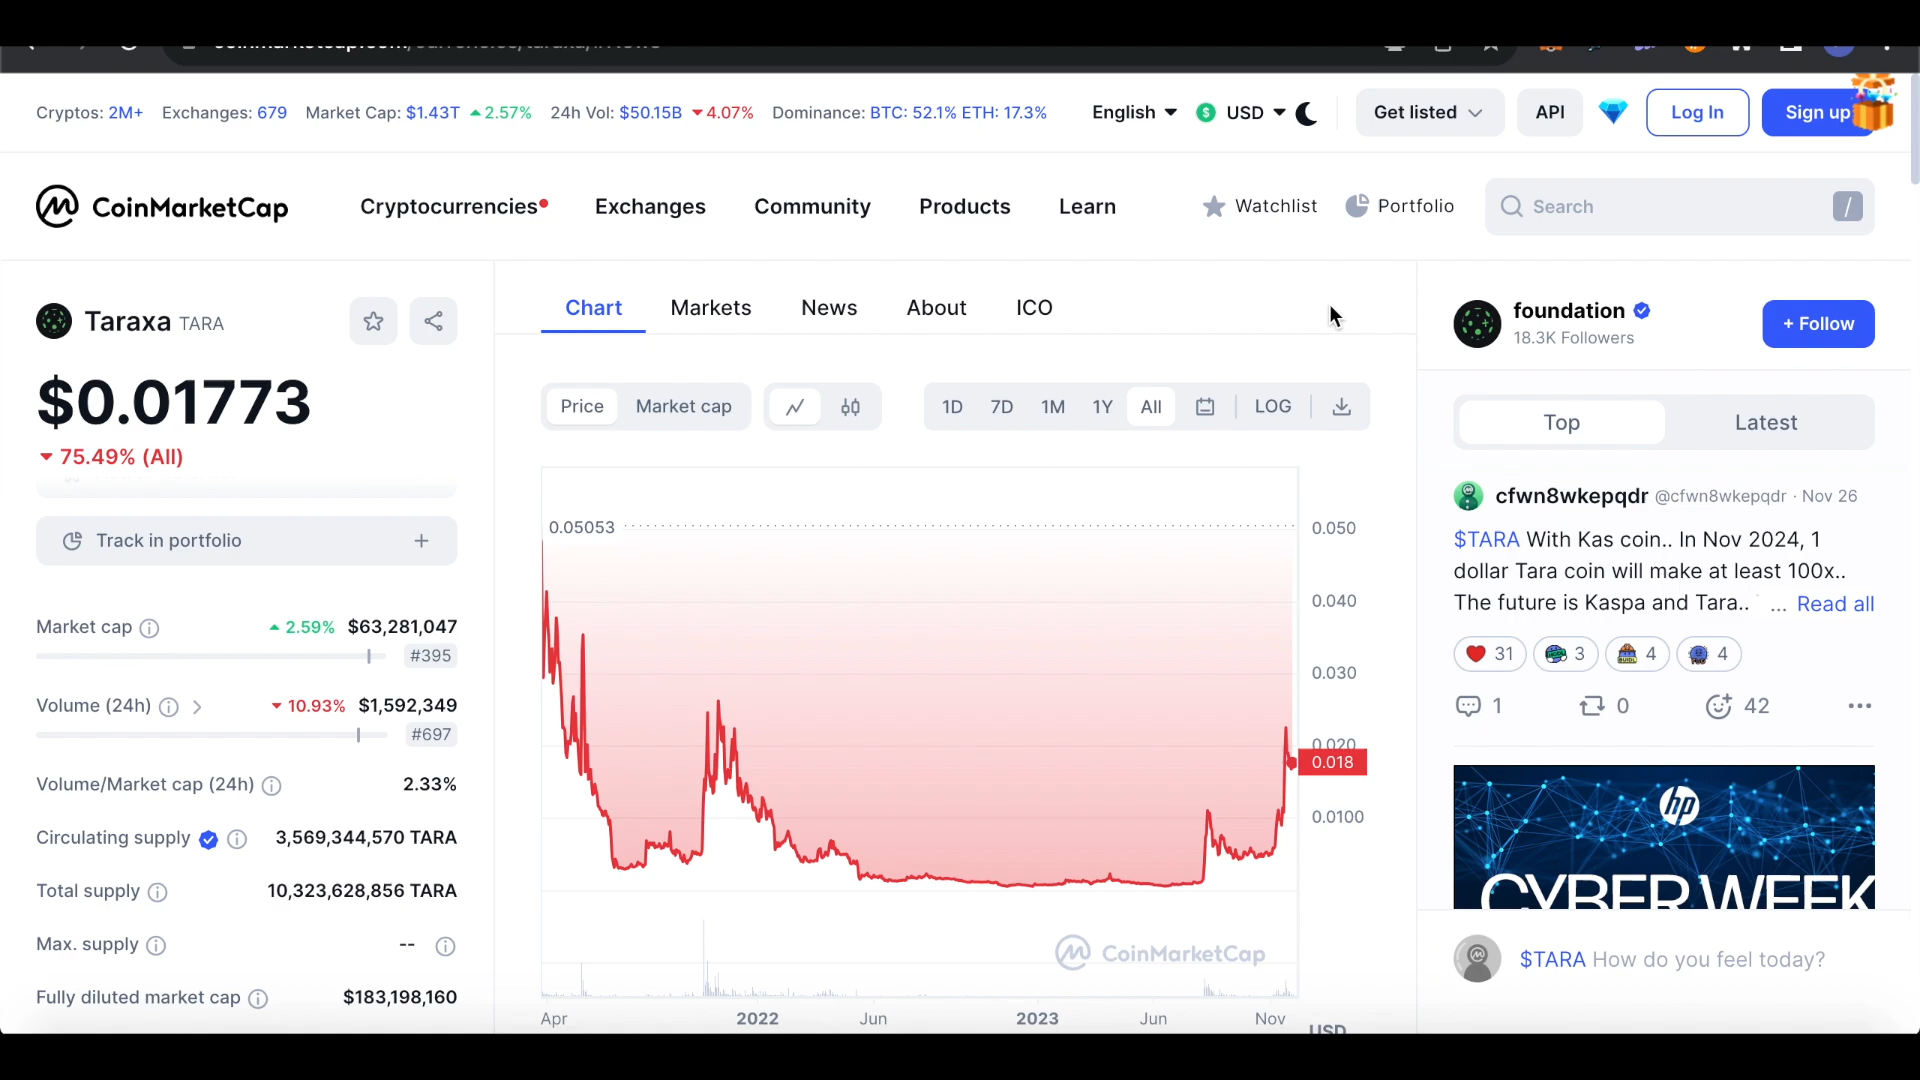 Cryptos: 2M+ Exchanges: 679 Market Cap: $1.43T 2.57% 24h Vol: $50.15B 4.07% Dominance: BTC: 52.1% ETH: 17.3% English USD Get listed API Log In Sign up
CoinMarketCap Cryptocurrencies Exchanges Community Products Learn Watchlist Portfolio Search /
Taraxa TARA
$0.01773
75.49% (All)
Track in portfolio +
Market cap 2.59% $63,281,047
#395
Volume (24h) 10.93% $1,592,349
#697
Volume/Market cap (24h) 2.33%
Circulating supply 3,569,344,570 TARA
Total supply 10,323,628,856 TARA
Max. supply --
Fully diluted market cap $183,198,160
Chart Markets News About ICO
Price Market cap 1D 7D 1M 1Y All LOG
0.05053
0.050
0.040
0.030
0.020
0.018
0.0100
CoinMarketCap
Apr 2022 Jun 2023 Jun Nov
USD
foundation
18.3K Followers
+ Follow
Top Latest
cfwn8wkepqdr @cfwn8wkepqdr · Nov 26
$TARA With Kas coin.. In Nov 2024, 1
dollar Tara coin will make at least 100x..
The future is Kaspa and Tara.. ... Read all
31 3 4 4
1 0 42
hp
CYBER WEEK
$TARA How do you feel today?